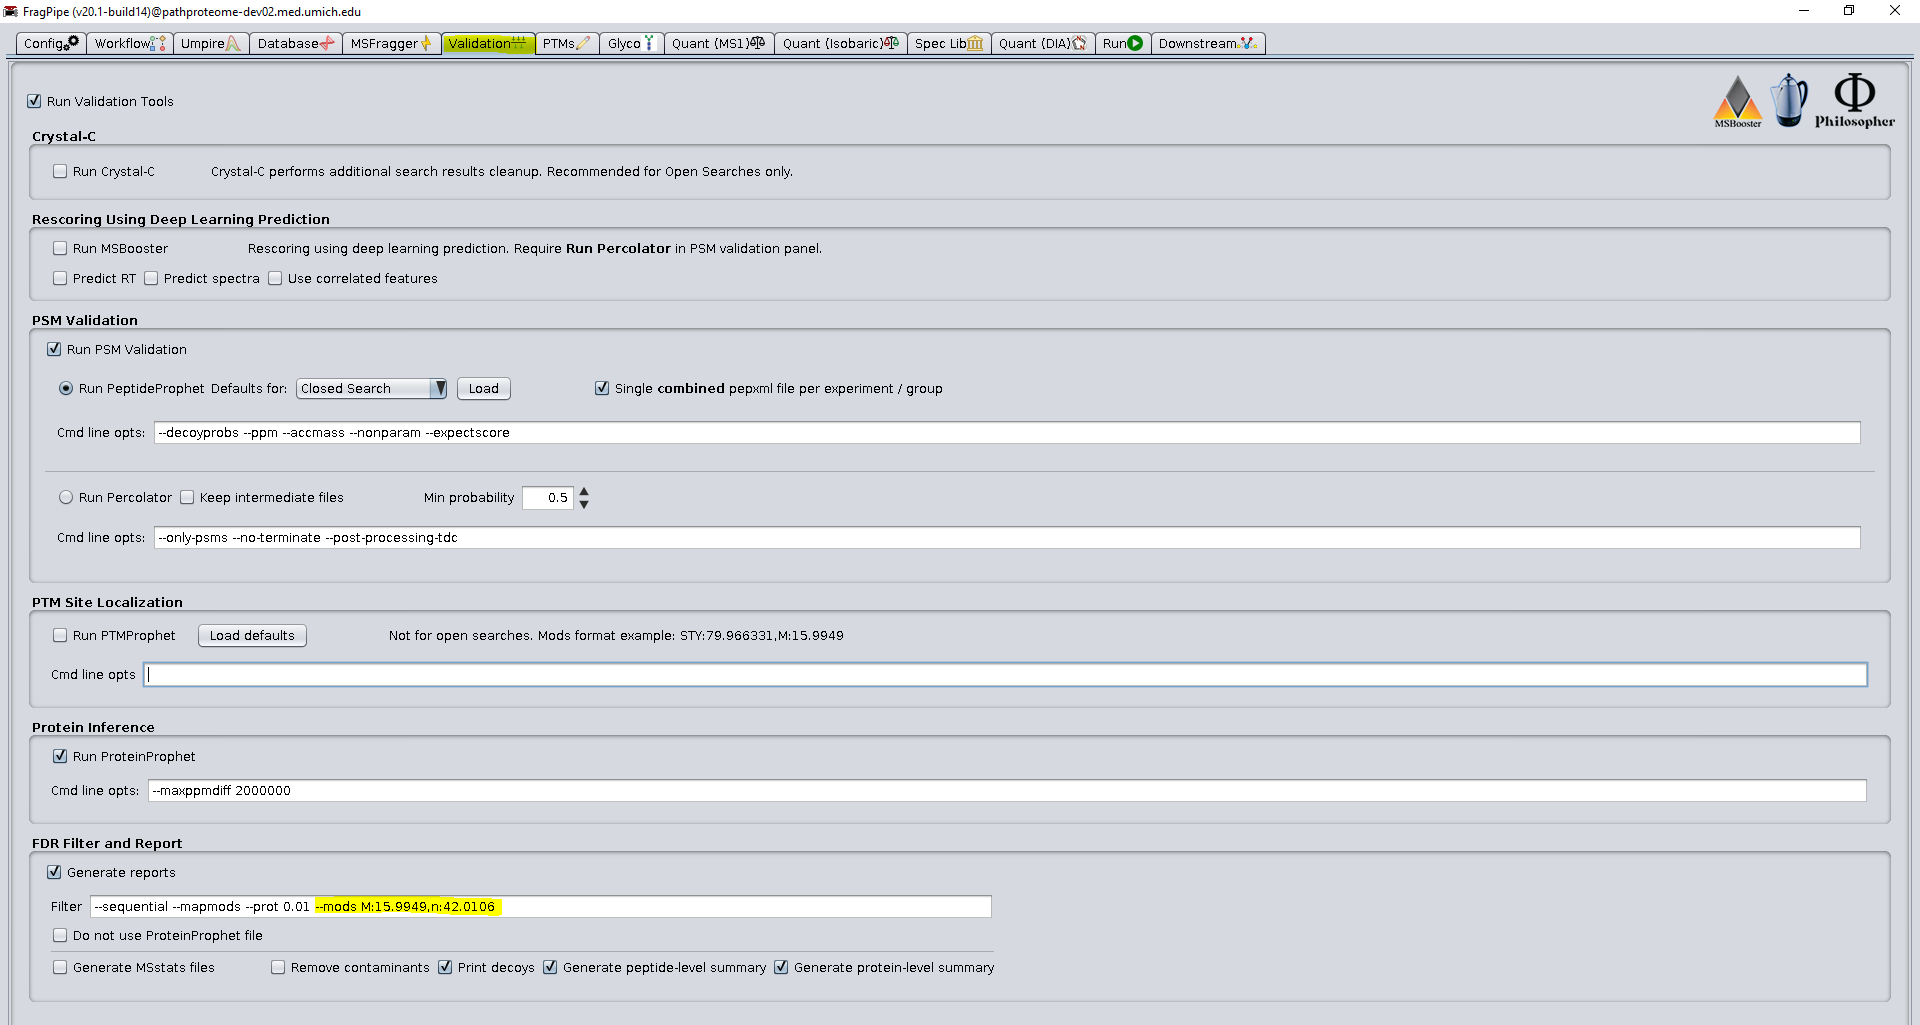 FragPipe (v20.1-build14)@pathproteome-dev02.med.umich.edu
Config Workflow Umpire Database MSFragger Validation PTMs Glyco Quant (MS1) Quant (Isobaric) Spec Lib Quant (DIA) Run Downstream
Run Validation Tools
MSBooster
Φ
Philosopher
Crystal-C
Run Crystal-C Crystal-C performs additional search results cleanup. Recommended for Open Searches only.
Rescoring Using Deep Learning Prediction
Run MSBooster Rescoring using deep learning prediction. Require Run Percolator in PSM validation panel.
Predict RT Predict spectra Use correlated features
PSM Validation
Run PSM Validation
Run PeptideProphet Defaults for: Closed Search Load Single combined pepxml file per experiment / group
Cmd line opts: --decoyprobs --ppm --accmass --nonparam --expectscore
Run Percolator Keep intermediate files Min probability 0.5
Cmd line opts: --only-psms --no-terminate --post-processing-tdc
PTM Site Localization
Run PTMProphet Load defaults Not for open searches. Mods format example: STY:79.966331,M:15.9949
Cmd line opts
Protein Inference
Run ProteinProphet
Cmd line opts: --maxppmdiff 2000000
FDR Filter and Report
Generate reports
Filter --sequential --mapmods --prot 0.01 --mods M:15.9949,n:42.0106
Do not use ProteinProphet file
Generate MSstats files Remove contaminants Print decoys Generate peptide-level summary Generate protein-level summary